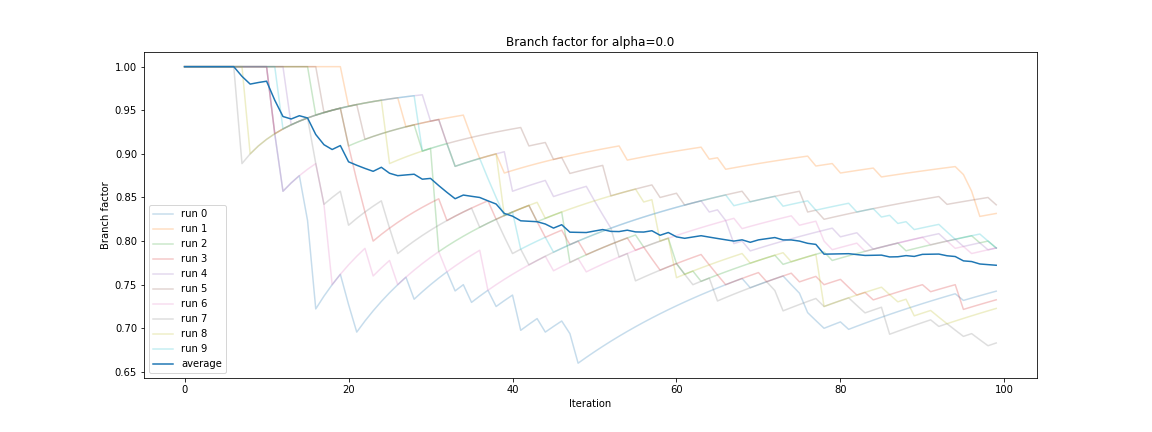 Branch factor for alpha=0.0
Branch factor
1.00
0.95
0.90
0.85
0.80
0.75
0.70
0.65
run 0
run 1
run 2
run 3
run 4
run 5
run 6
run 7
run 8
run 9
average
0 20 40 60 80 100
Iteration